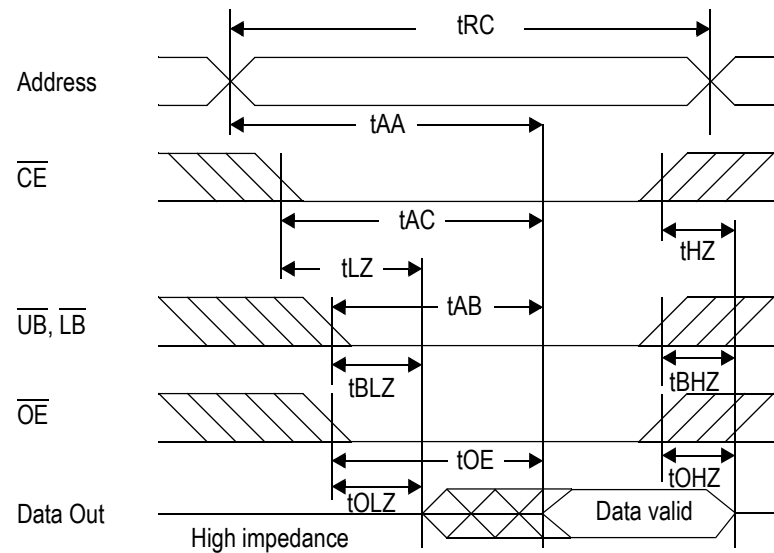 tRC
Address
tAA
CE
tAC
tHZ
tLZ
tAB
UB, LB
tBLZ
tBHZ
OE
tOE
tOHZ
tOLZ
Data Out
Data valid
High impedance